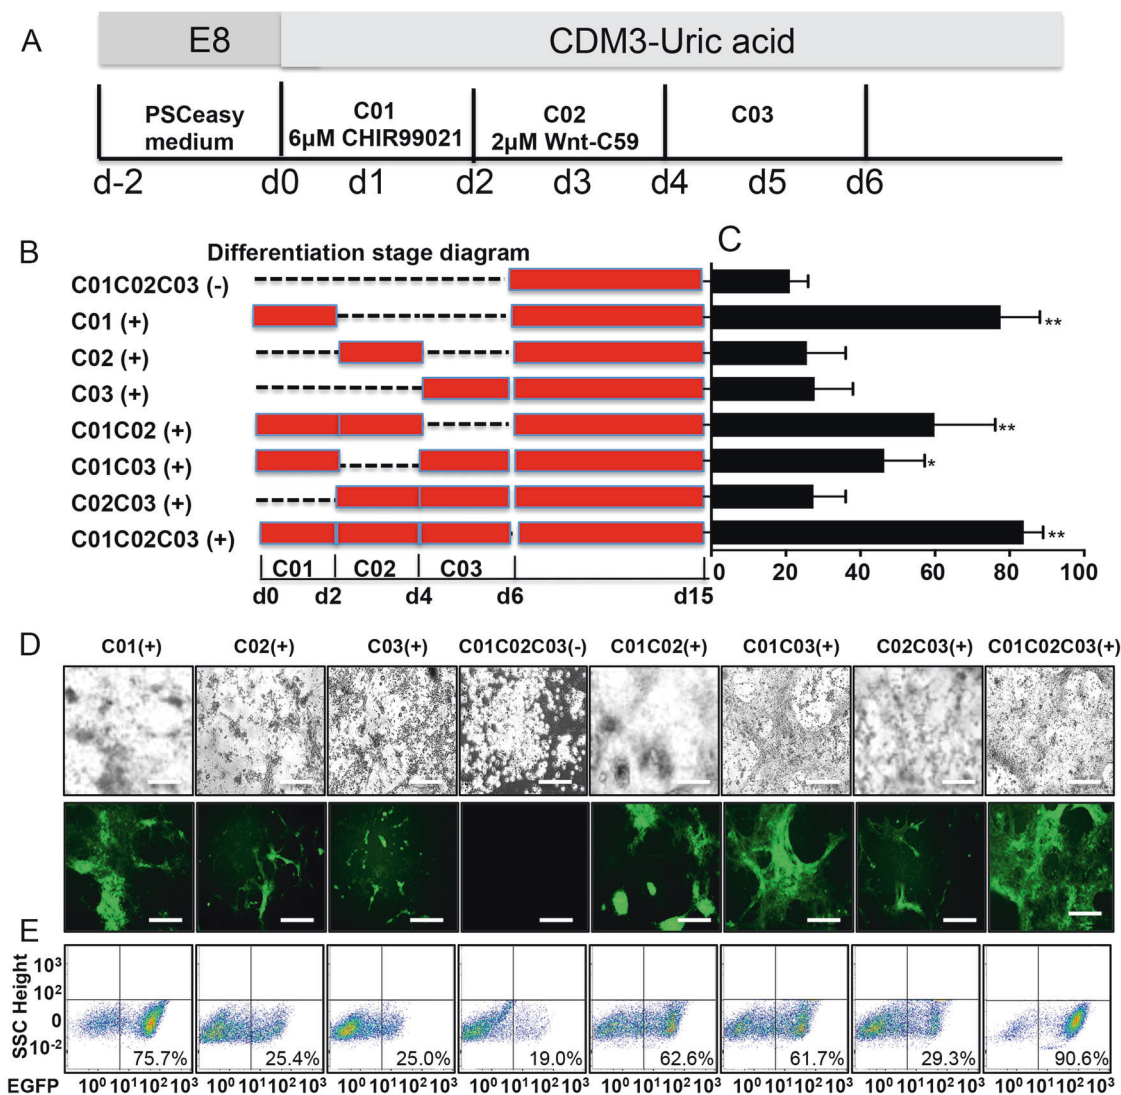 A
E8
CDM3-Uric acid
PSCeasy
medium
C01
6μM CHIR99021
C02
2μM Wnt-C59
C03
d-2 d0 d1 d2 d3 d4 d5 d6
B
Differentiation stage diagram
C
C01C02C03 (-)
C01 (+)
**
C02 (+)
C03 (+)
C01C02 (+)
**
C01C03 (+)
*
C02C03 (+)
C01C02C03 (+)
**
C01 C02 C03
d0 d2 d4 d6 d15
0 20 40 60 80 100
D
C01(+) C02(+) C03(+) C01C02C03(-) C01C02(+) C01C03(+) C02C03(+) C01C02C03(+)
E
SSC Height
10³
10²
0
10⁻²
75.7% 25.4% 25.0% 19.0% 62.6% 61.7% 29.3% 90.6%
EGFP
10⁰ 10¹ 10² 10³ 10⁰ 10¹ 10² 10³ 10⁰ 10¹ 10² 10³ 10⁰ 10¹ 10² 10³ 10⁰ 10¹ 10² 10³ 10⁰ 10¹ 10² 10³ 10⁰ 10¹ 10² 10³ 10⁰ 10¹ 10² 10³